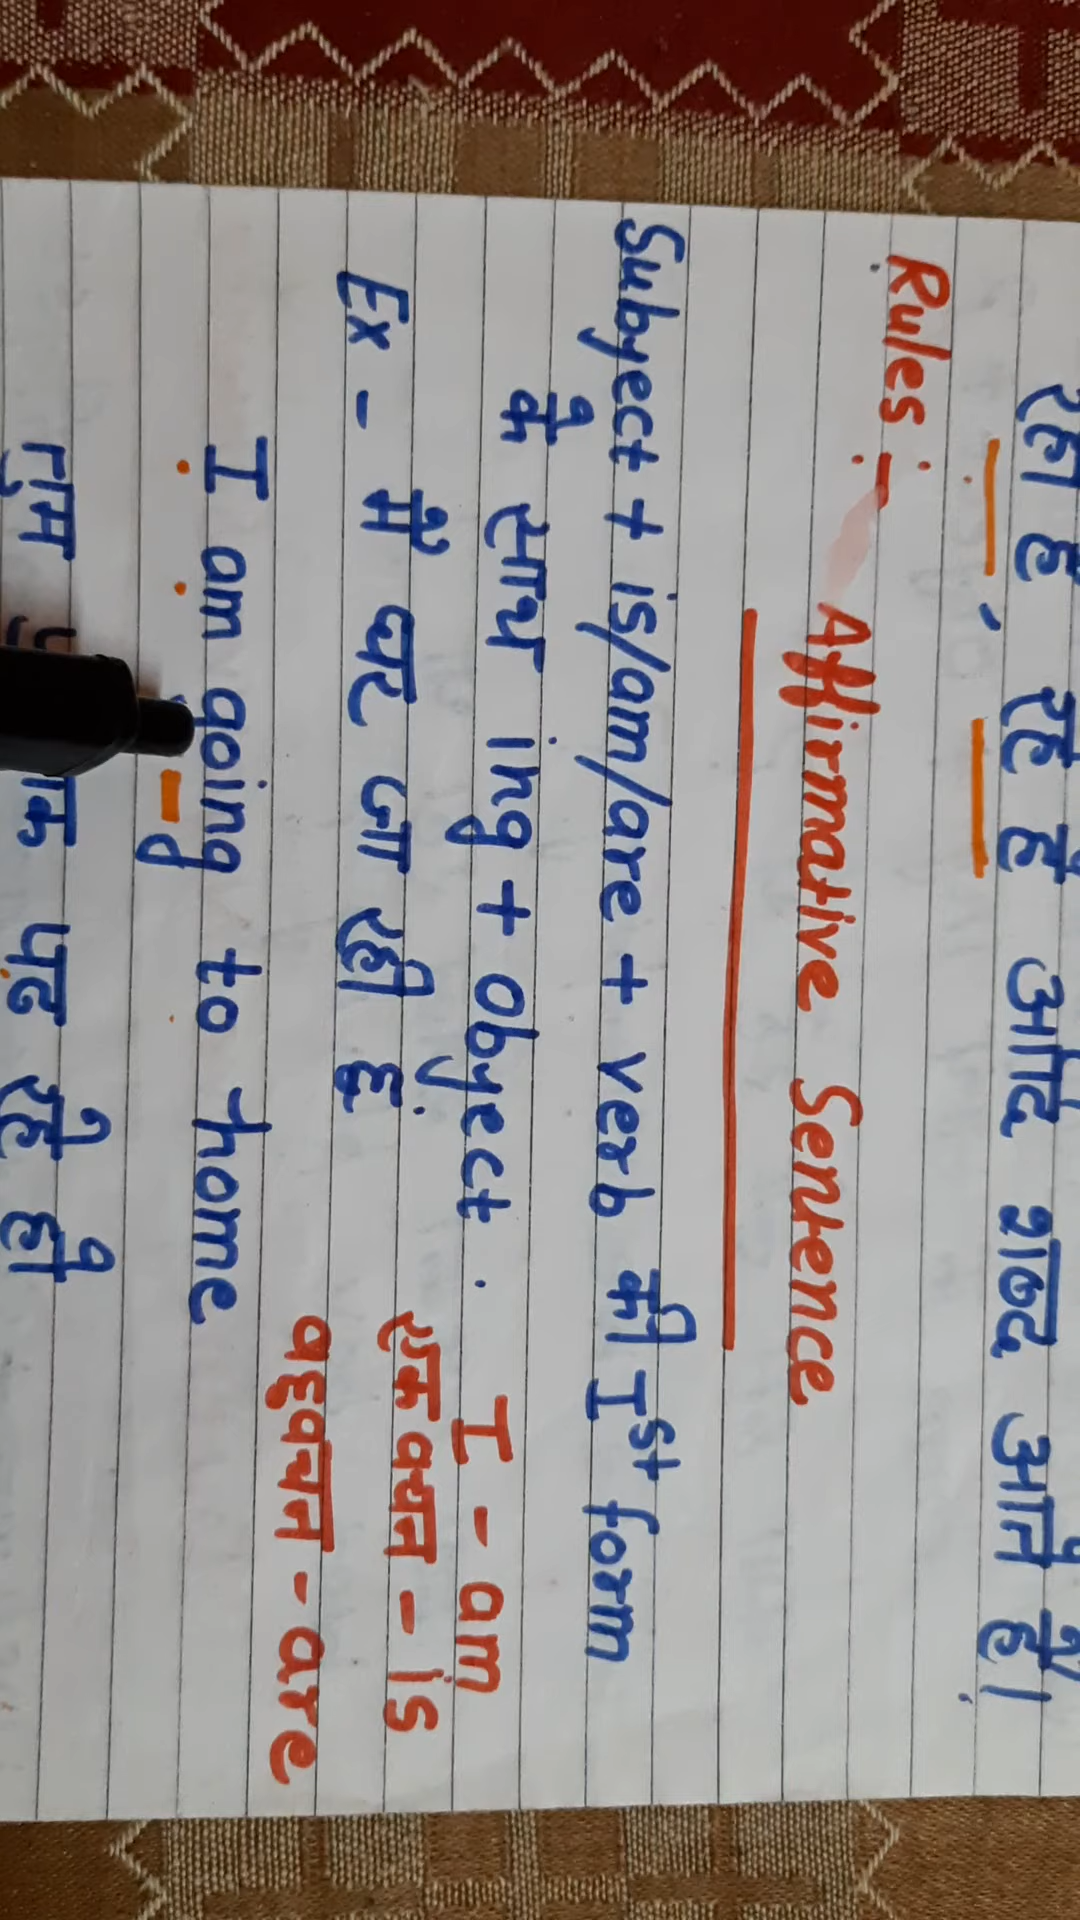 रहा है, रहे हैं आदि शब्द आते हैं।
Rules :- Affirmative Sentence
Subject + is/am/are + verb की Ist form
के साथ ing + Object.
I - am
Ex - मैं घर जा रही हूं
एकवचन - is
I am going to home
बहुवचन - are
तुम पढ रहे हो